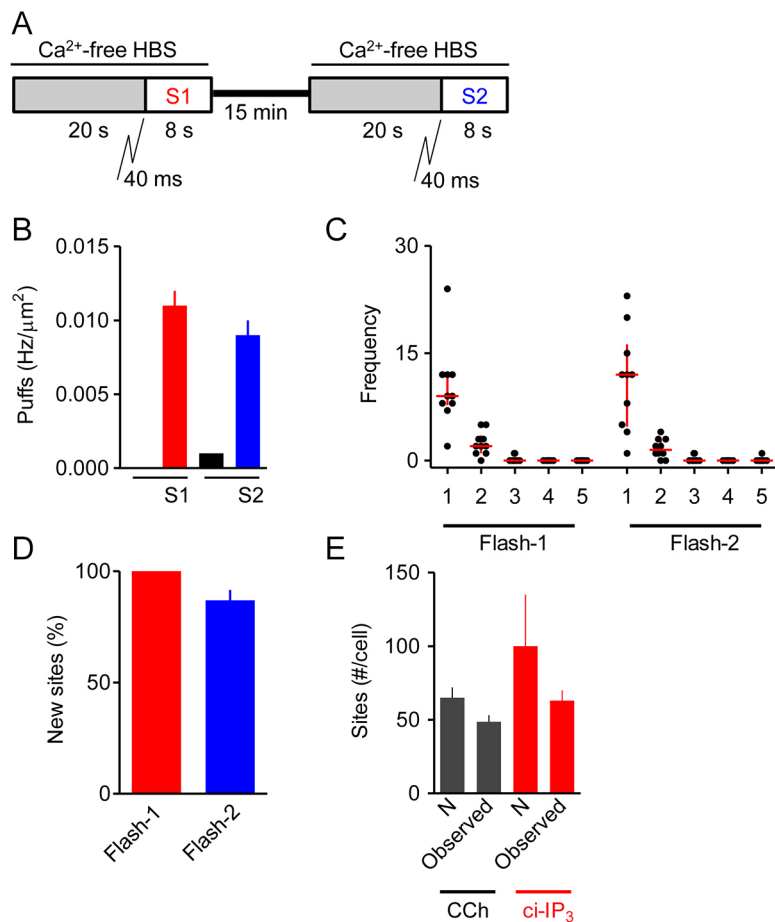 A
Ca²⁺-free HBS
Ca²⁺-free HBS
S1
S2
20 s
8 s
15 min
20 s
8 s
40 ms
40 ms
B
Puffs (Hz/μm²)
0.015
0.010
0.005
0.000
S1
S2
C
Frequency
30
15
0
1 2 3 4 5 1 2 3 4 5
Flash-1
Flash-2
D
New sites (%)
100
50
0
Flash-1
Flash-2
E
Sites (#/cell)
150
100
50
0
N
Observed
N
Observed
CCh
ci-IP₃